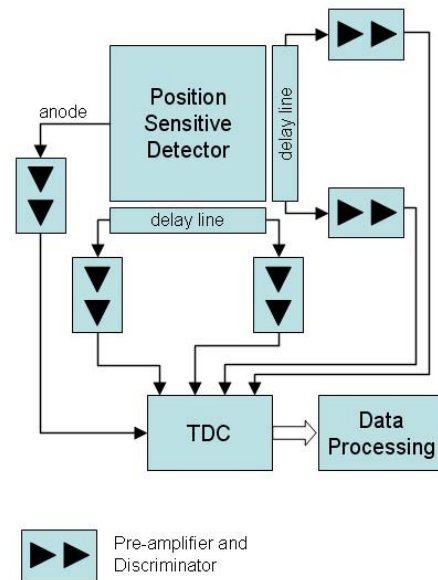 anode
Position
Sensitive
Detector
delay line
delay line
TDC
Data
Processing
Pre-amplifier and
Discriminator